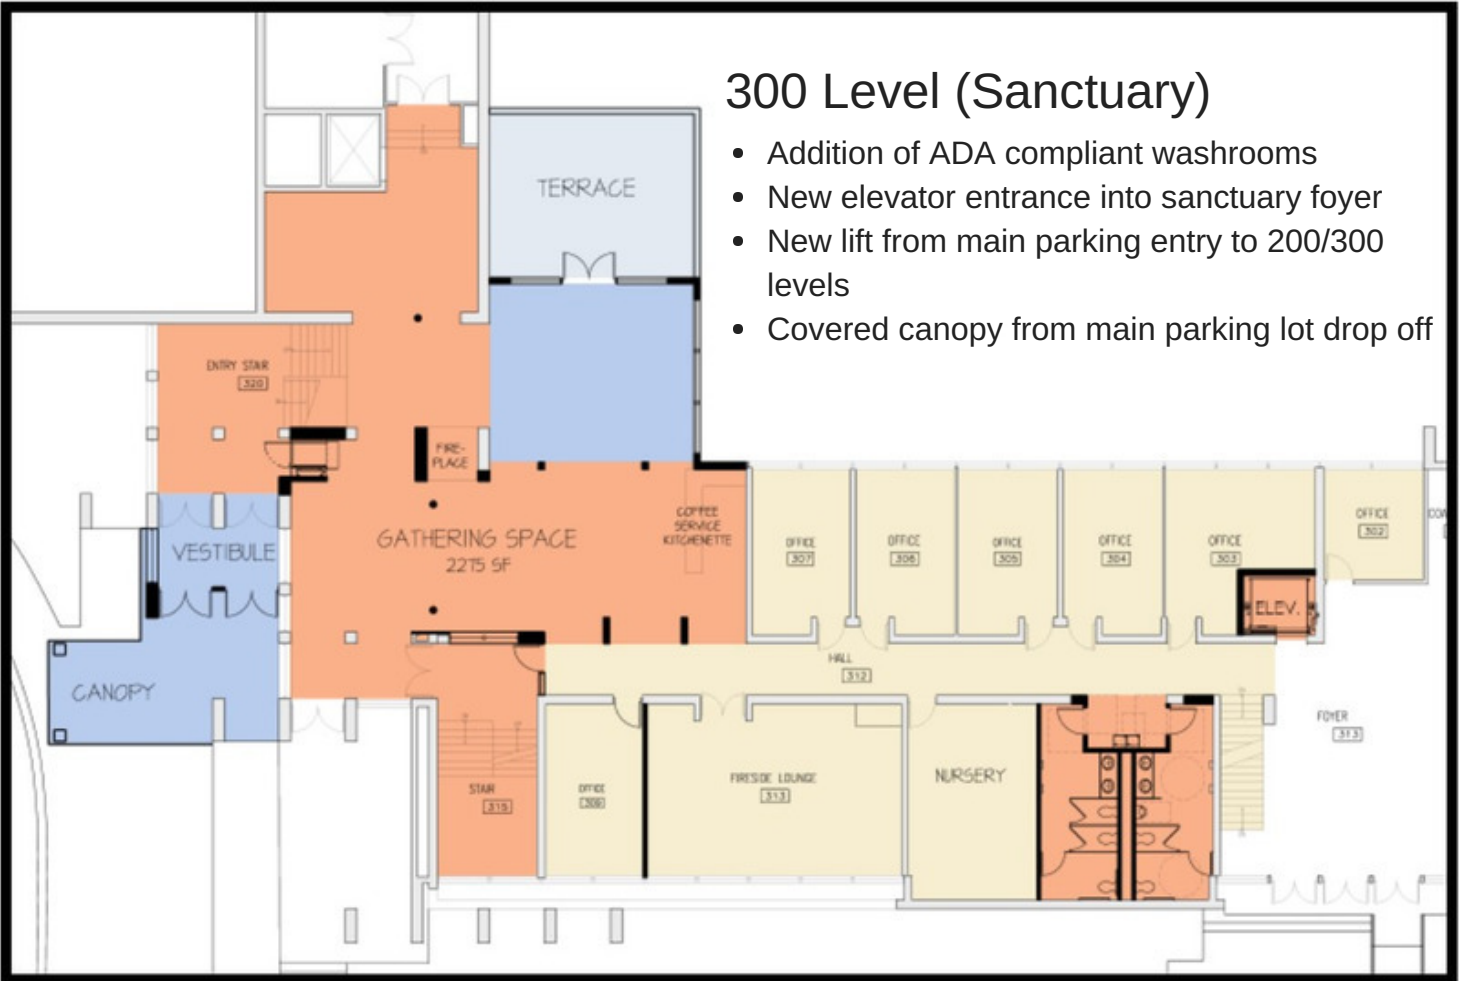 300 Level (Sanctuary)
• Addition of ADA compliant washrooms
• New elevator entrance into sanctuary foyer
• New lift from main parking entry to 200/300
levels
• Covered canopy from main parking lot drop off
TERRACE
ENTRY STAIR
320
FIRE-
PLACE
GATHERING SPACE
2275 SF
COFFEE
SERVICE
KITCHENETTE
VESTIBULE
CANOPY
OFFICE
307
OFFICE
306
OFFICE
305
OFFICE
304
OFFICE
303
OFFICE
302
ELEV.
HALL
312
FOYER
313
STAIR
315
OFFICE
309
FIRESIDE LOUNGE
313
NURSERY